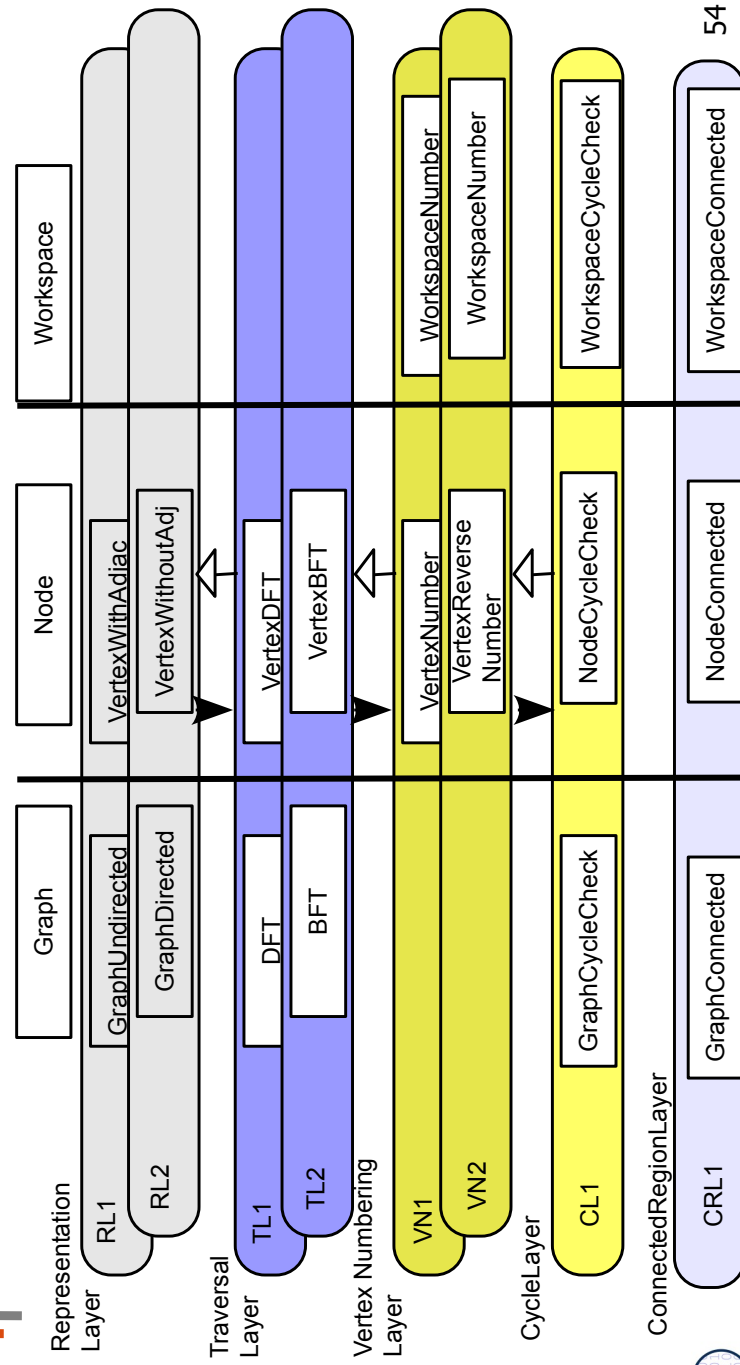 Graph
Node
Workspace
Representation
Layer
RL1
GraphUndirected
VertexWithAdjac
RL2
GraphDirected
VertexWithoutAdj
Traversal
Layer
TL1
DFT
VertexDFT
TL2
BFT
VertexBFT
Vertex Numbering
Layer
VN1
VertexNumber
WorkspaceNumber
VN2
VertexReverse
Number
WorkspaceNumber
CycleLayer
CL1
GraphCycleCheck
NodeCycleCheck
WorkspaceCycleCheck
ConnectedRegionLayer
CRL1
GraphConnected
NodeConnected
WorkspaceConnected
54